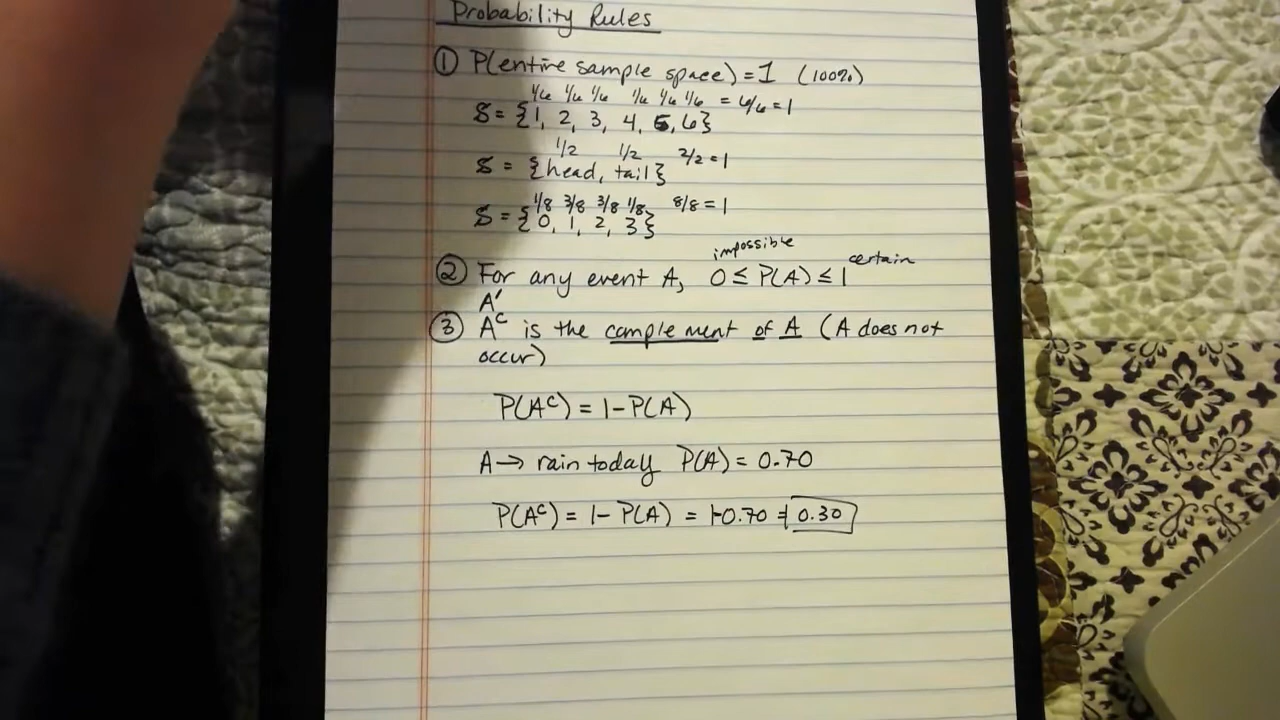 Probability Rules
① P(entire sample space) = 1 (100%)
1/6 1/6 1/6 1/6 1/6 1/6 = 6/6 = 1
S = {1, 2, 3, 4, 5, 6}
1/2 1/2 2/2 = 1
S = {head, tail}
1/8 3/8 3/8 1/8 8/8 = 1
S = {0, 1, 2, 3}
impossible certain
② For any event A, 0 ≤ P(A) ≤ 1
A'
③ Aᶜ is the complement of A (A does not
occur)
P(Aᶜ) = 1 - P(A)
A → rain today P(A) = 0.70
P(Aᶜ) = 1 - P(A) = 1-0.70 = 0.30